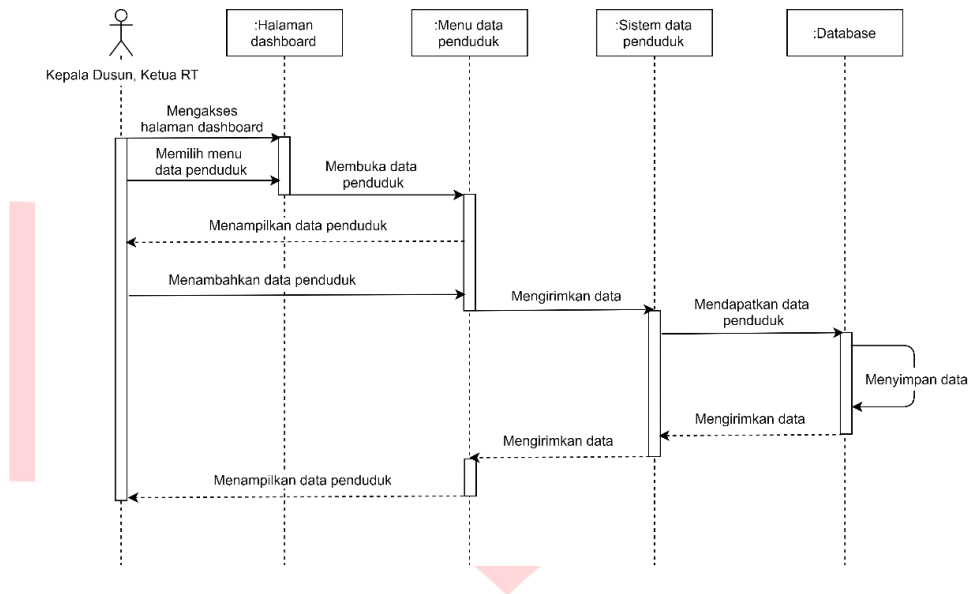 :Halaman
dashboard
:Menu data
penduduk
:Sistem data
penduduk
:Database
Kepala Dusun, Ketua RT
Mengakses
halaman dashboard
Memilih menu
data penduduk
Membuka data
penduduk
Menampilkan data penduduk
Menambahkan data penduduk
Mengirimkan data
Mendapatkan data
penduduk
Menyimpan data
Mengirimkan data
Mengirimkan data
Menampilkan data penduduk